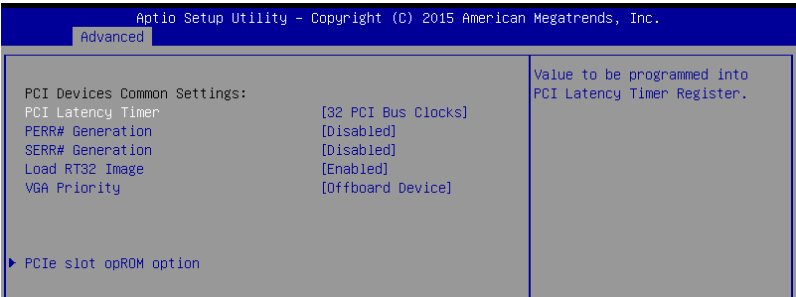 Aptio Setup Utility – Copyright (C) 2015 American Megatrends, Inc.
Advanced
PCI Devices Common Settings:
PCI Latency Timer [32 PCI Bus Clocks]
PERR# Generation [Disabled]
SERR# Generation [Disabled]
Load RT32 Image [Enabled]
VGA Priority [Offboard Device]
PCIe slot opROM option
Value to be programmed into
PCI Latency Timer Register.